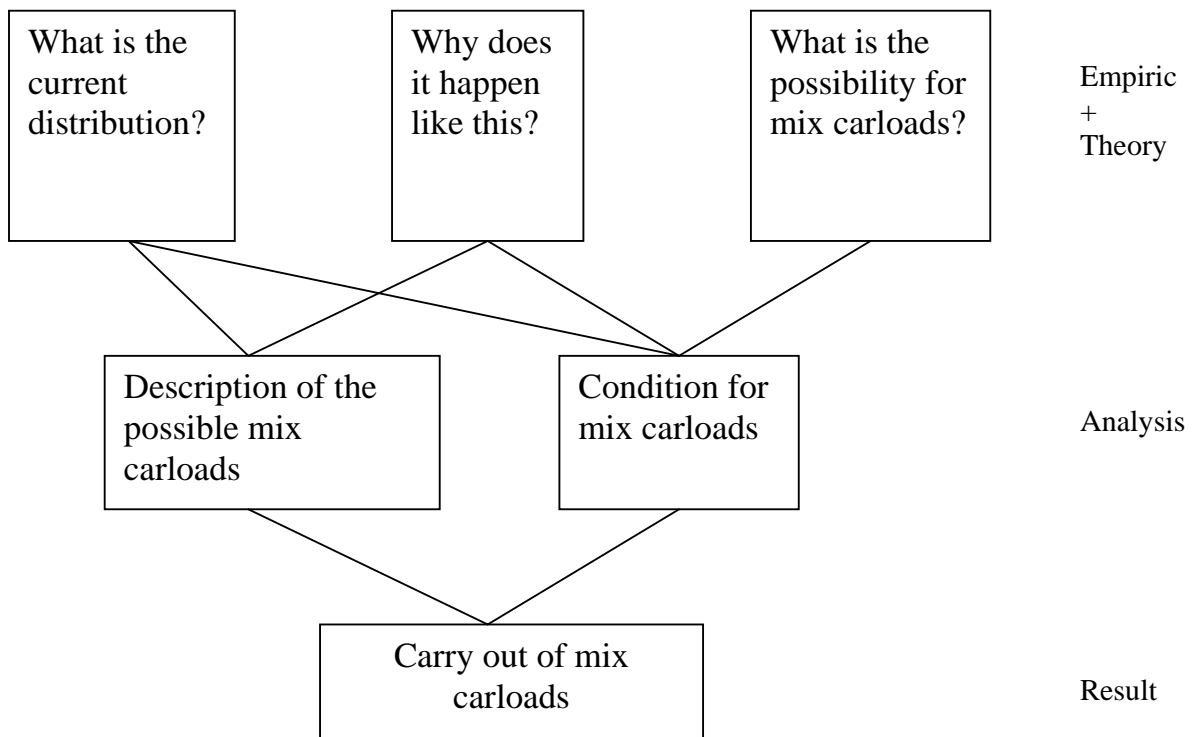 What is the
current
distribution?
Why does
it happen
like this?
What is the
possibility for
mix carloads?
Empiric
+
Theory
Description of the
possible mix
carloads
Condition for
mix carloads
Analysis
Carry out of mix
carloads
Result